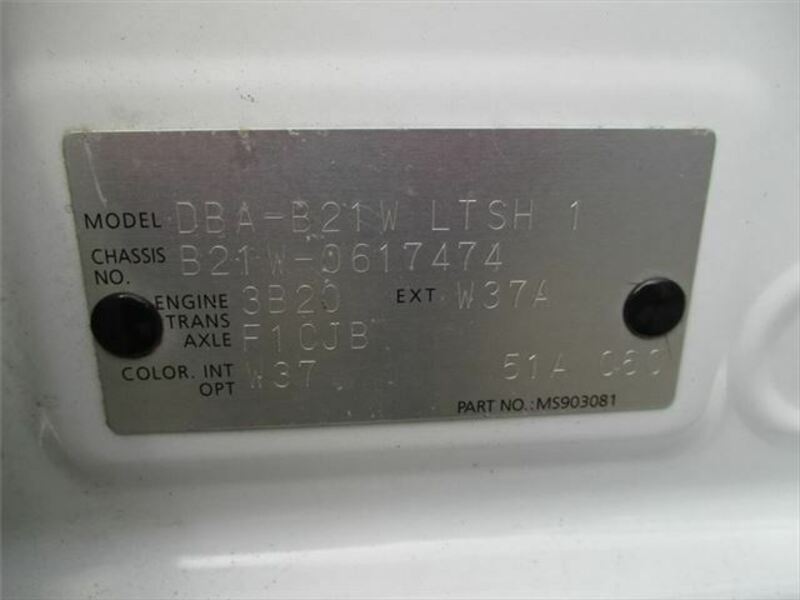 MODEL DBA-B21W LTSH 1
CHASSIS NO. B21W-0617474
ENGINE 3B20 EXT W37A
TRANS AXLE F1CJB
COLOR. INT OPT W37 51A C60
PART NO.:MS903081